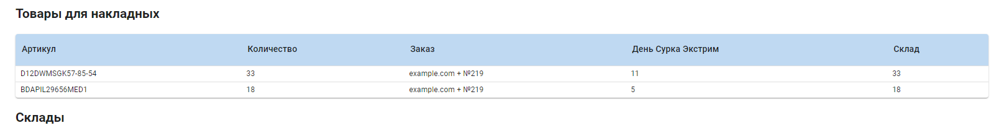 Товары для накладных
Артикул Количество Заказ День Сурка Экстрим Склад
D12DWMSGK57-85-54 33 example.com + №219 11 33
BDAPIL29656MED1 18 example.com + №219 5 18
Склады